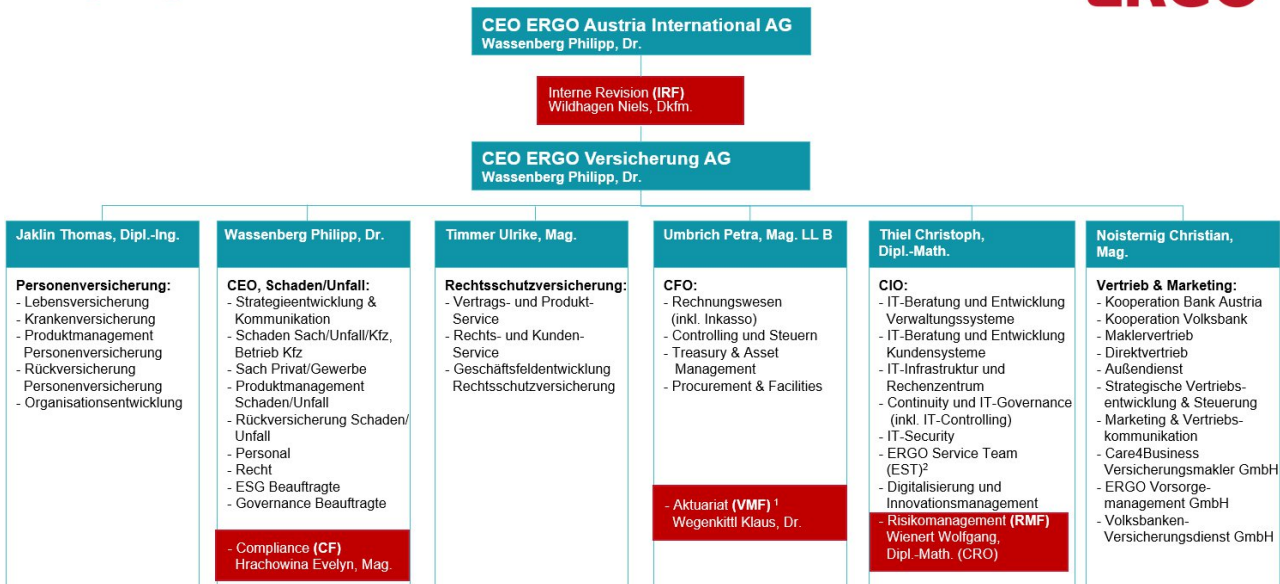 ERGO
CEO ERGO Austria International AG
Wassenberg Philipp, Dr.
Interne Revision (IRF)
Wildhagen Niels, Dkfm.
CEO ERGO Versicherung AG
Wassenberg Philipp, Dr.
Jaklin Thomas, Dipl.-Ing.
Personenversicherung:
- Lebensversicherung
- Krankenversicherung
- Produktmanagement
Personenversicherung
- Rückversicherung
Personenversicherung
- Organisationsentwicklung
Wassenberg Philipp, Dr.
CEO, Schaden/Unfall:
- Strategieentwicklung &
Kommunikation
- Schaden Sach/Unfall/Kfz,
Betrieb Kfz
- Sach Privat/Gewerbe
- Produktmanagement
Schaden/Unfall
- Rückversicherung Schaden/
Unfall
- Personal
- Recht
- ESG Beauftragte
- Governance Beauftragte
- Compliance (CF)
Hrachowina Evelyn, Mag.
Timmer Ulrike, Mag.
Rechtsschutzversicherung:
- Vertrags- und Produkt-
Service
- Rechts- und Kunden-
Service
- Geschäftsfeldentwicklung
Rechtsschutzversicherung
Umbrich Petra, Mag. LL B
CFO:
- Rechnungswesen
(inkl. Inkasso)
- Controlling und Steuern
- Treasury & Asset
Management
- Procurement & Facilities
- Aktuariat (VMF) ¹
Wegenkittl Klaus, Dr.
Thiel Christoph,
Dipl.-Math.
CIO:
- IT-Beratung und Entwicklung
Verwaltungssysteme
- IT-Beratung und Entwicklung
Kundensysteme
- IT-Infrastruktur und
Rechenzentrum
- Continuity und IT-Governance
(inkl. IT-Controlling)
- IT-Security
- ERGO Service Team
(EST)²
- Digitalisierung und
Innovationsmanagement
- Risikomanagement (RMF)
Wienert Wolfgang,
Dipl.-Math. (CRO)
Noisternig Christian,
Mag.
Vertrieb & Marketing:
- Kooperation Bank Austria
- Kooperation Volksbank
- Maklervertrieb
- Direktvertrieb
- Außendienst
- Strategische Vertriebs-
entwicklung & Steuerung
- Marketing & Vertriebs-
kommunikation
- Care4Business
Versicherungsmakler GmbH
- ERGO Vorsorge-
management GmbH
- Volksbanken-
Versicherungsdienst GmbH